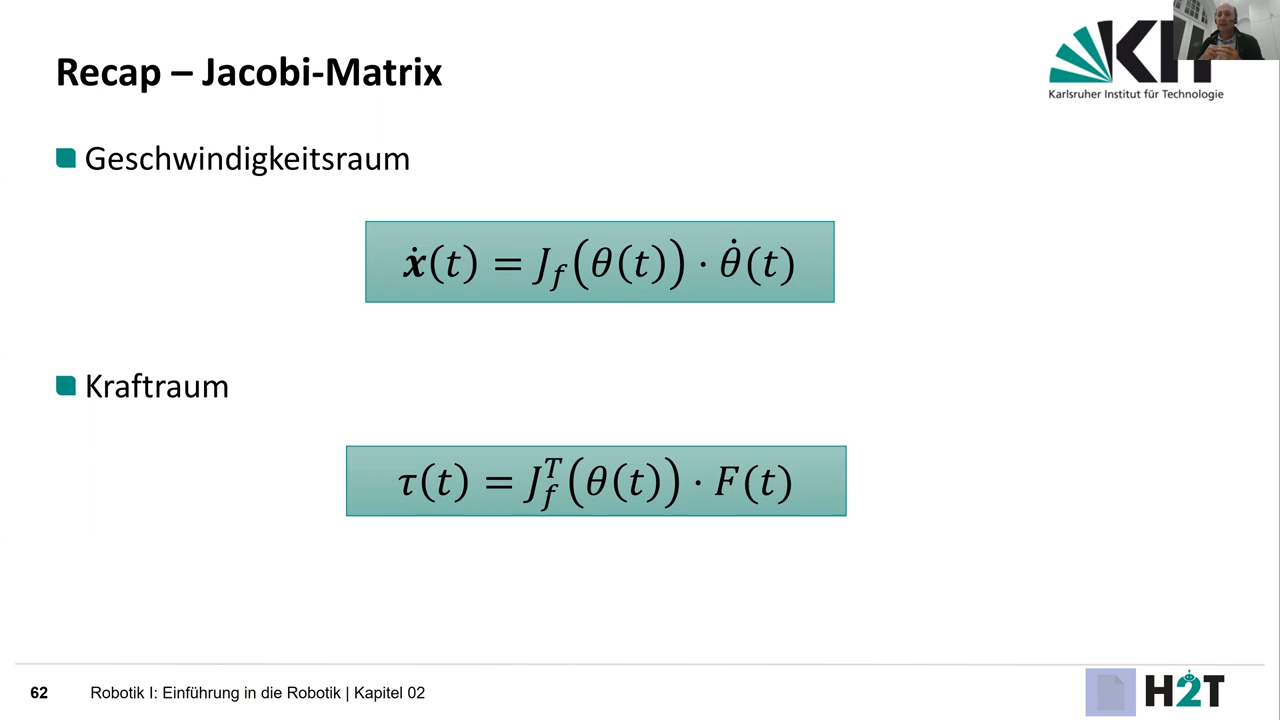 Recap – Jacobi-Matrix
KIT
Karlsruher Institut für Technologie
Geschwindigkeitsraum
ẋ(t) = J_f(θ(t)) · θ̇(t)
Kraftraum
τ(t) = J_f^T(θ(t)) · F(t)
62 Robotik I: Einführung in die Robotik | Kapitel 02
H2T